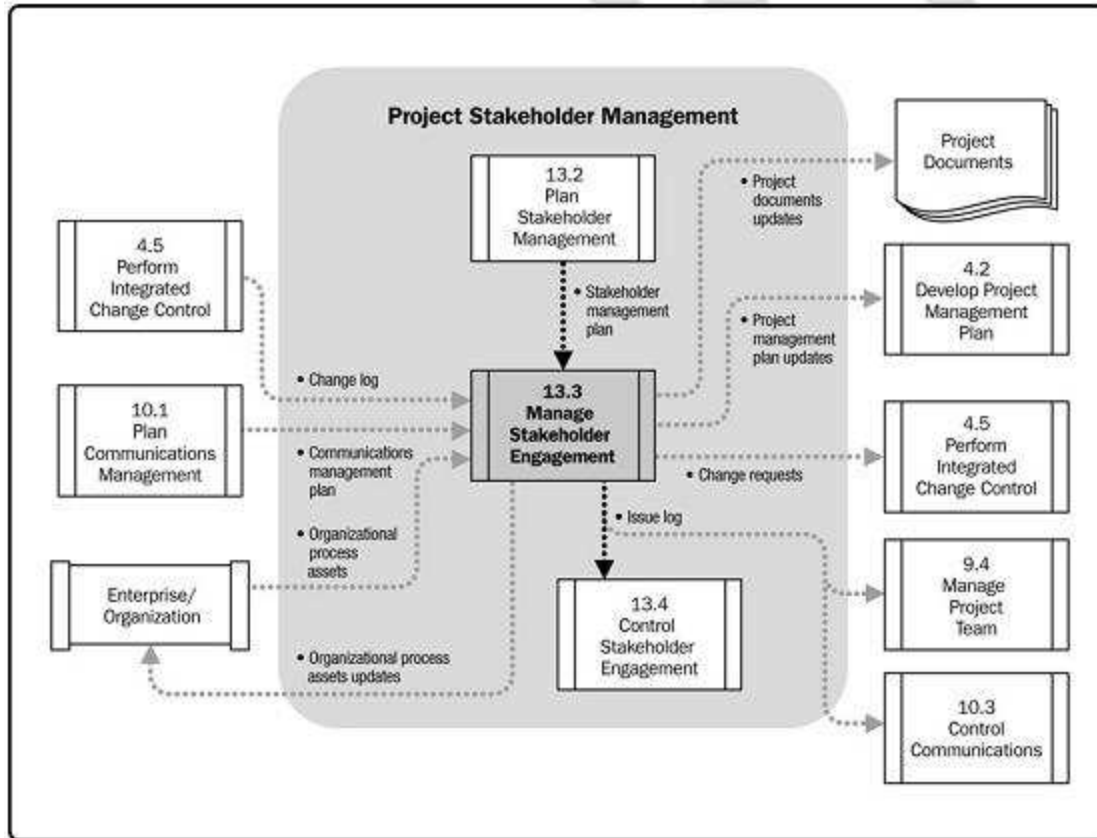 Project Stakeholder Management
13.2
Plan
Stakeholder
Management
4.5
Perform
Integrated
Change Control
10.1
Plan
Communications
Management
Enterprise/
Organization
• Stakeholder
management
plan
• Change log
• Communications
management
plan
• Organizational
process
assets
• Organizational process
assets updates
13.3
Manage
Stakeholder
Engagement
• Issue log
13.4
Control
Stakeholder
Engagement
• Project
documents
updates
• Project
management
plan updates
• Change requests
Project
Documents
4.2
Develop Project
Management
Plan
4.5
Perform
Integrated
Change Control
9.4
Manage
Project
Team
10.3
Control
Communications